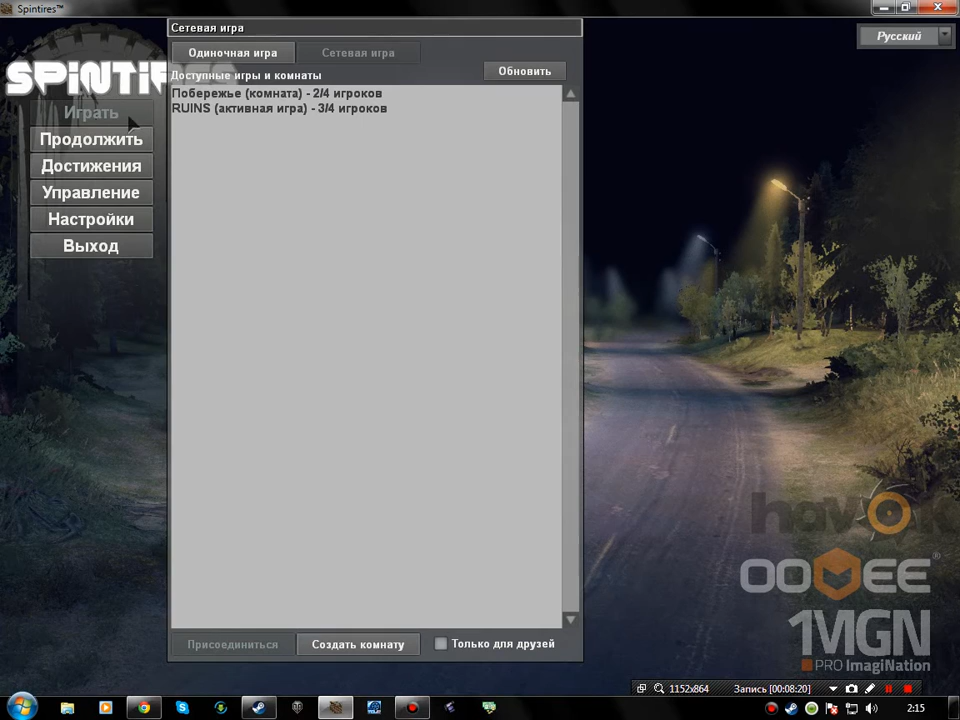 Spintires™
Сетевая игра
Русский
Одиночная игра
Сетевая игра
Доступные игры и комнаты
Обновить
SPINTIRES
Побережье (комната) - 2/4 игроков
RUINS (активная игра) - 3/4 игроков
Играть
Продолжить
Достижения
Управление
Настройки
Выход
havok
OOVEE®
1MGN
PRO ImagiNation
Присоединиться
Создать комнату
Только для друзей
1152x864
Запись [00:08:20]
2:15